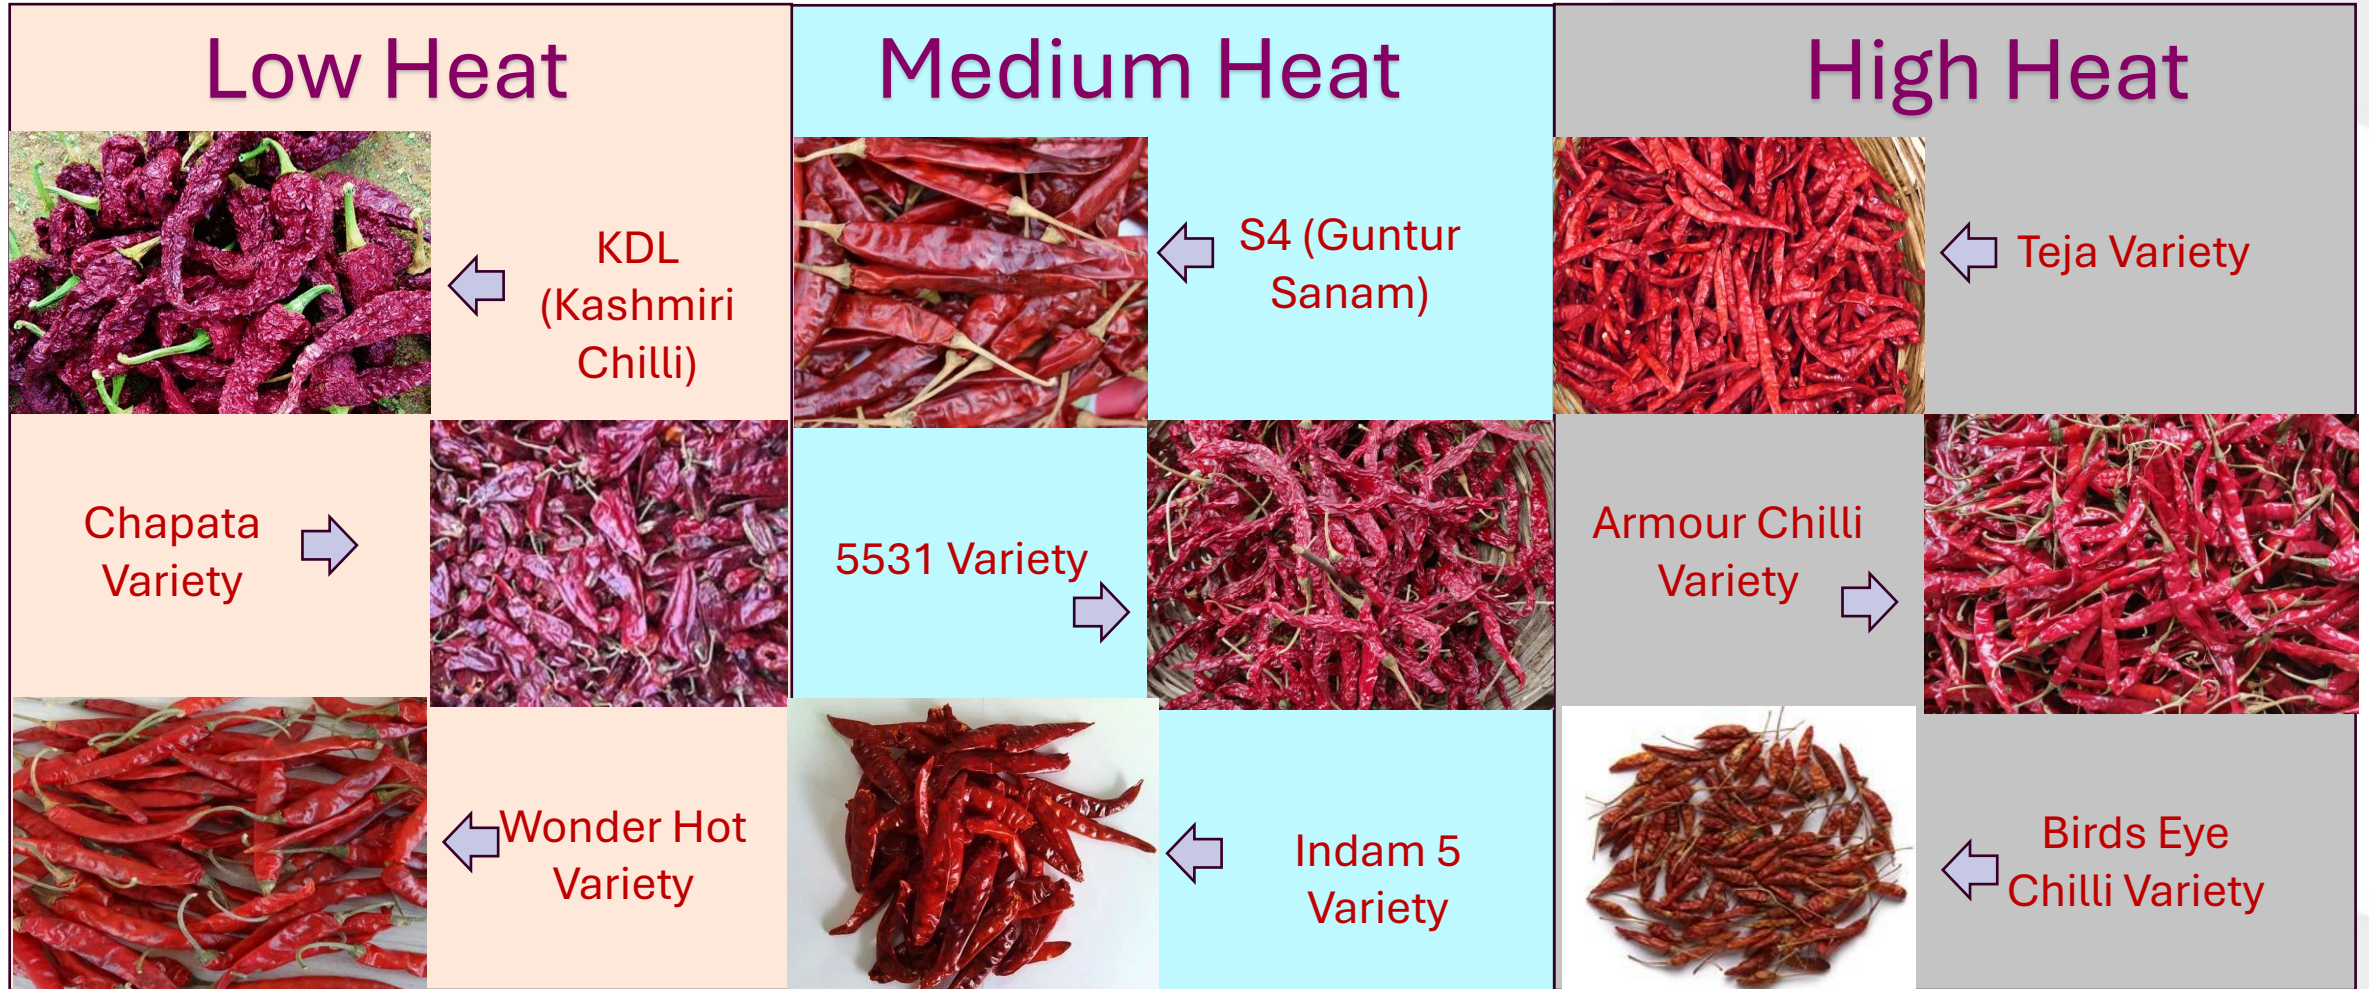 Low Heat
Medium Heat
High Heat
KDL
(Kashmiri
Chilli)
S4 (Guntur
Sanam)
Teja Variety
Chapata
Variety
5531 Variety
Armour Chilli
Variety
Wonder Hot
Variety
Indam 5
Variety
Birds Eye
Chilli Variety